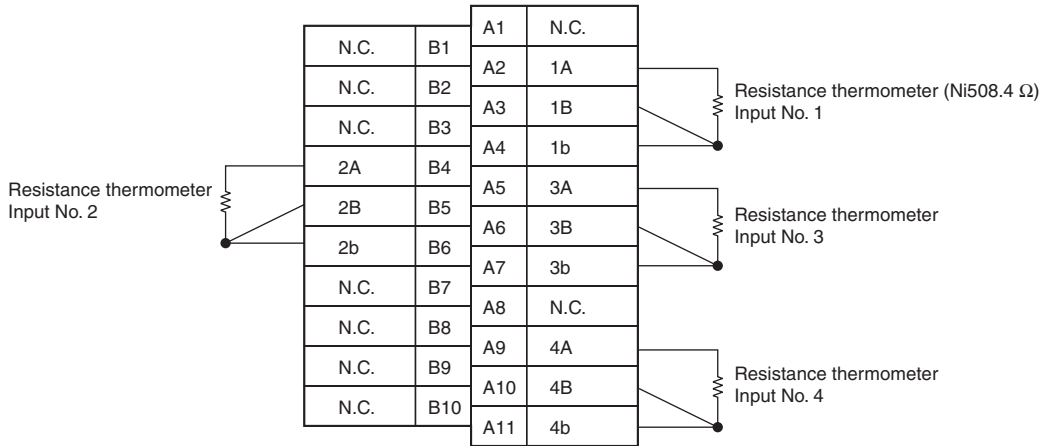 A1 N.C.
N.C. B1
A2 1A
N.C. B2
A3 1B
N.C. B3
A4 1b
2A B4
A5 3A
2B B5
A6 3B
2b B6
A7 3b
N.C. B7
A8 N.C.
N.C. B8
A9 4A
N.C. B9
A10 4B
N.C. B10
A11 4b
Resistance thermometer (Ni508.4 Ω)
Input No. 1
Resistance thermometer
Input No. 2
Resistance thermometer
Input No. 3
Resistance thermometer
Input No. 4